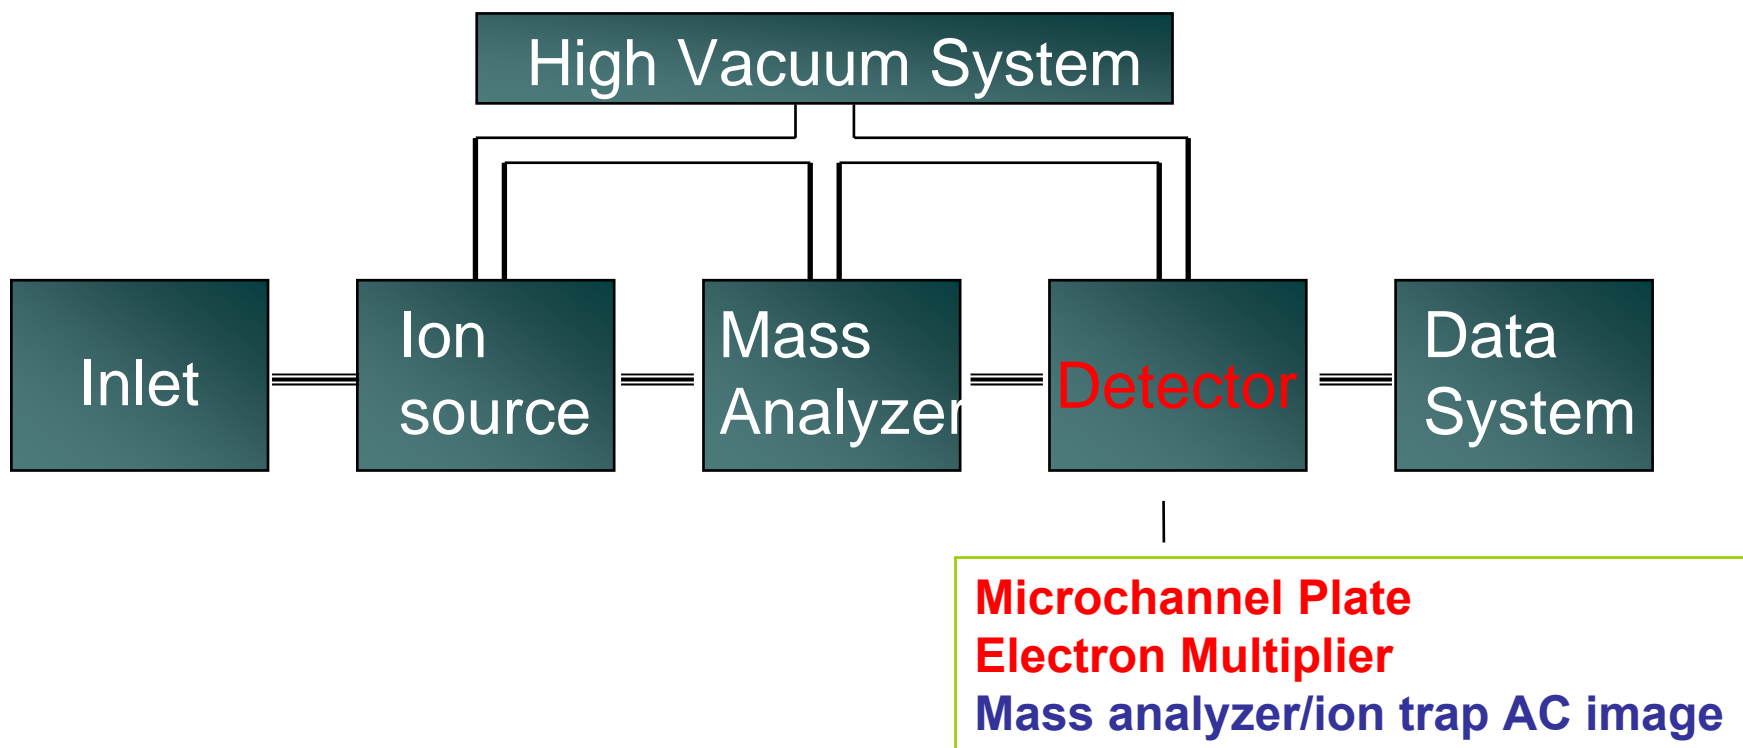 High Vacuum System
Inlet
Ion
source
Mass
Analyzer
Detector
Data
System
Microchannel Plate
Electron Multiplier
Mass analyzer/ion trap AC image